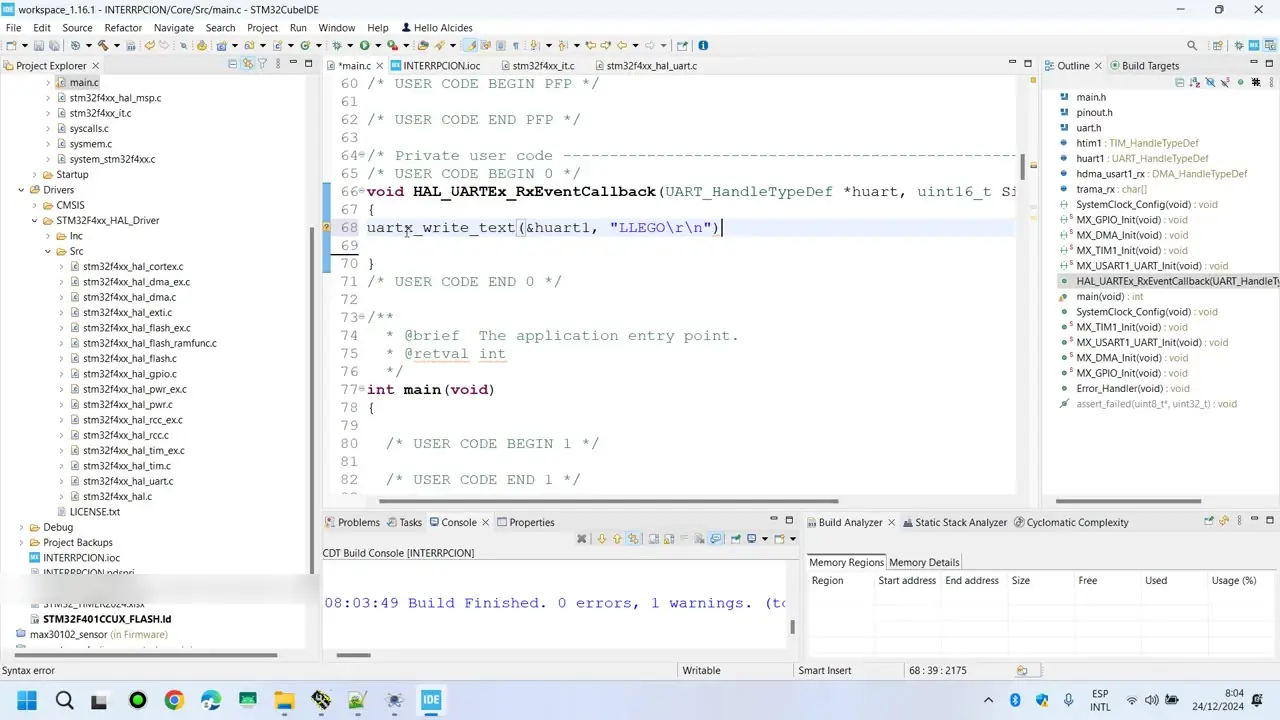 workspace_1.16.1 - INTERRPCION/Core/Src/main.c - STM32CubeIDE
File Edit Source Refactor Navigate Search Project Run Window Help Hello Alcides
Project Explorer
main.c
stm32f4xx_hal_msp.c
stm32f4xx_it.c
syscalls.c
sysmem.c
system_stm32f4xx.c
Startup
Drivers
CMSIS
STM32F4xx_HAL_Driver
Inc
Src
stm32f4xx_hal_cortex.c
stm32f4xx_hal_dma_ex.c
stm32f4xx_hal_dma.c
stm32f4xx_hal_exti.c
stm32f4xx_hal_flash_ex.c
stm32f4xx_hal_flash_ramfunc.c
stm32f4xx_hal_flash.c
stm32f4xx_hal_gpio.c
stm32f4xx_hal_pwr_ex.c
stm32f4xx_hal_pwr.c
stm32f4xx_hal_rcc_ex.c
stm32f4xx_hal_rcc.c
stm32f4xx_hal_tim_ex.c
stm32f4xx_hal_tim.c
stm32f4xx_hal_uart.c
stm32f4xx_hal.c
LICENSE.txt
Debug
Project Backups
INTERRPCION.ioc
STM32F401CCUX_FLASH.ld
max30102_sensor (in Firmware)
*main.c INTERRPCION.ioc stm32f4xx_it.c stm32f4xx_hal_uart.c
60 /* USER CODE BEGIN PFP */
61
62 /* USER CODE END PFP */
63
64 /* Private user code ---------------------------------------------------------
65 /* USER CODE BEGIN 0 */
66 void HAL_UARTEx_RxEventCallback(UART_HandleTypeDef *huart, uint16_t Si
67 {
68 uartx_write_text(&huart1, "LLEGO\r\n")
69
70 }
71 /* USER CODE END 0 */
72
73 /**
74 * @brief The application entry point.
75 * @retval int
76 */
77 int main(void)
78 {
79
80 /* USER CODE BEGIN 1 */
81
82 /* USER CODE END 1 */
Outline Build Targets
main.h
pinout.h
uart.h
htim1 : TIM_HandleTypeDef
huart1 : UART_HandleTypeDef
hdma_usart1_rx : DMA_HandleTypeDef
trama_rx : char[]
SystemClock_Config(void) : void
MX_GPIO_Init(void) : void
MX_DMA_Init(void) : void
MX_TIM1_Init(void) : void
MX_USART1_UART_Init(void) : void
HAL_UARTEx_RxEventCallback(UART_HandleTy
main(void) : int
SystemClock_Config(void) : void
MX_TIM1_Init(void) : void
MX_USART1_UART_Init(void) : void
MX_DMA_Init(void) : void
MX_GPIO_Init(void) : void
Error_Handler(void) : void
assert_failed(uint8_t*, uint32_t) : void
Problems Tasks Console Properties
CDT Build Console [INTERRPCION]
08:03:49 Build Finished. 0 errors, 1 warnings. (to
Build Analyzer Static Stack Analyzer Cyclomatic Complexity
Memory Regions Memory Details
Region Start address End address Size Free Used Usage (%)
Syntax error Writable Smart Insert 68 : 39 : 2175
IDE
ESP
INTL
8:04
24/12/2024